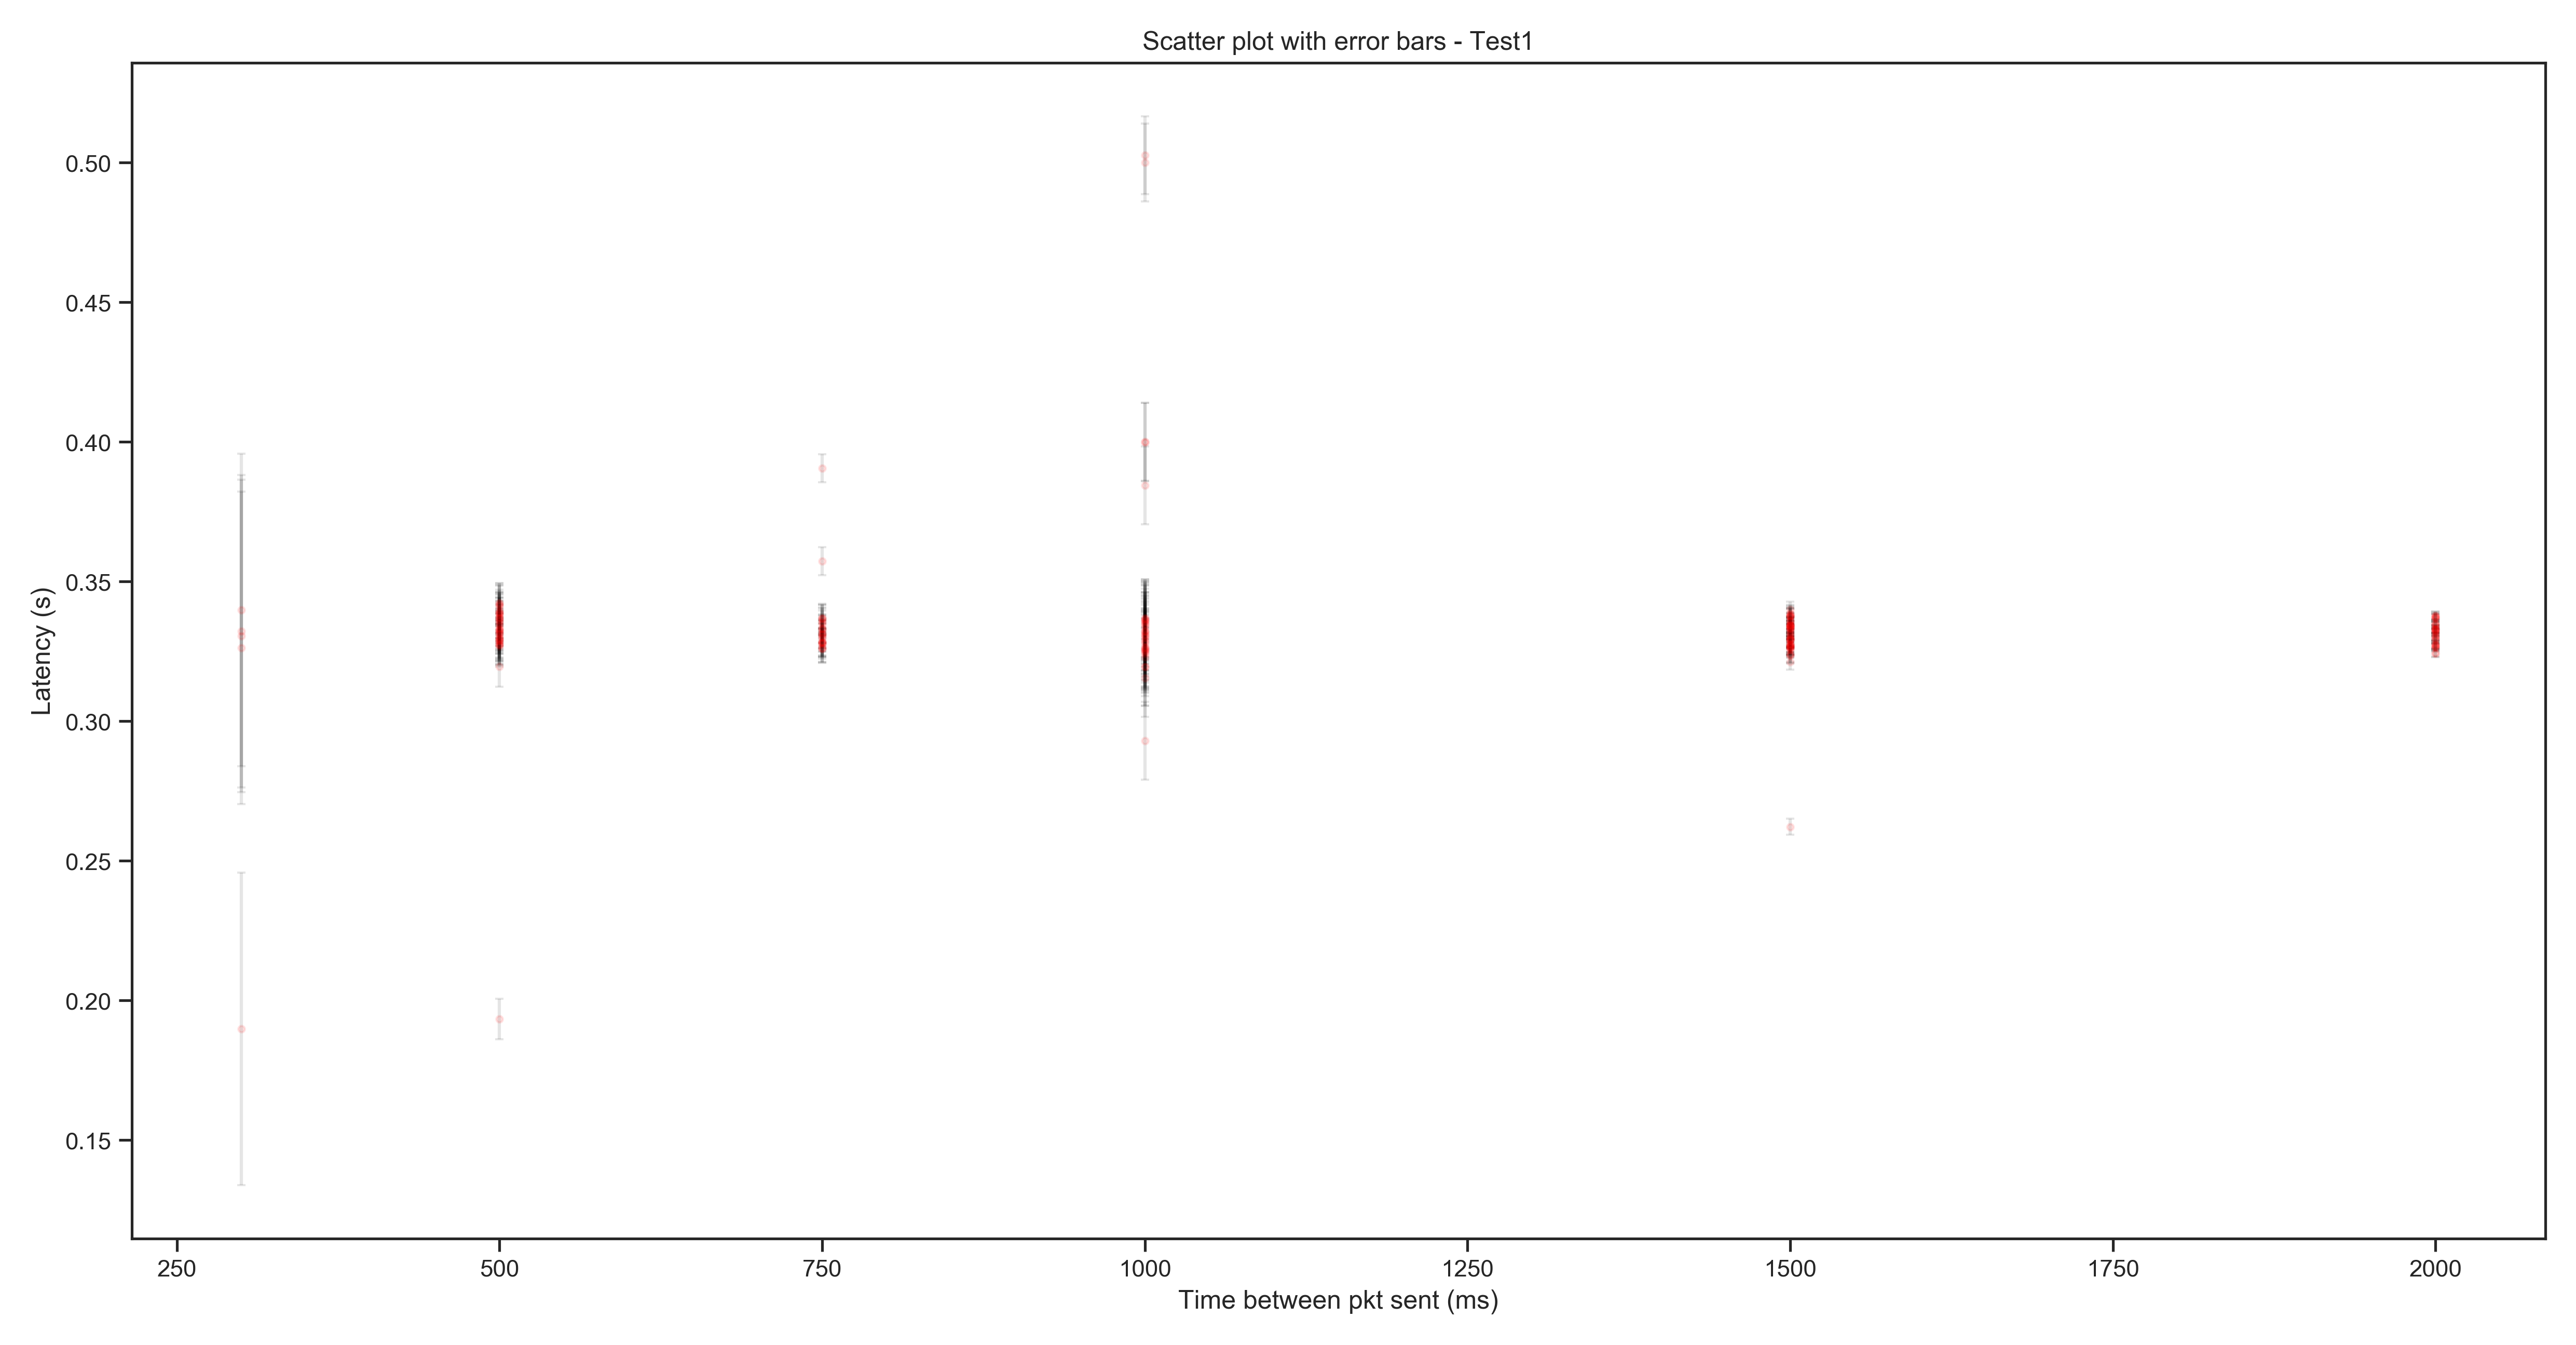 Scatter plot with error bars - Test1
Latency (s)
0.50
0.45
0.40
0.35
0.30
0.25
0.20
0.15
250 500 750 1000 1250 1500 1750 2000
Time between pkt sent (ms)